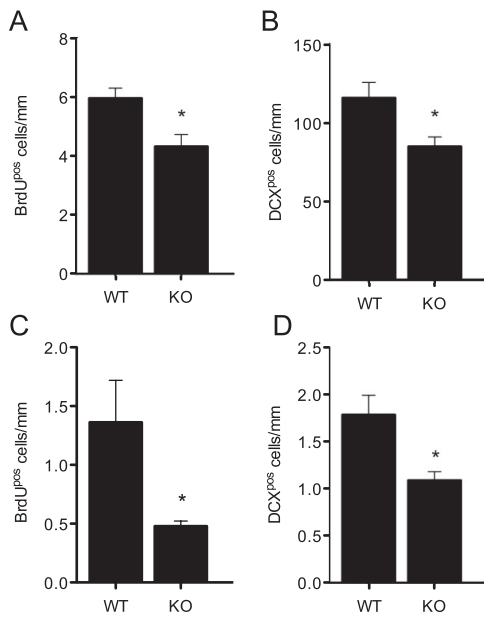 A
BrdUpos cells/mm
8
6
4
2
0
*
WT KO
B
DCXpos cells/mm
150
100
50
0
*
WT KO
C
BrdUpos cells/mm
2.0
1.5
1.0
0.5
0.0
*
WT KO
D
DCXpos cells/mm
2.5
2.0
1.5
1.0
0.5
0.0
*
WT KO